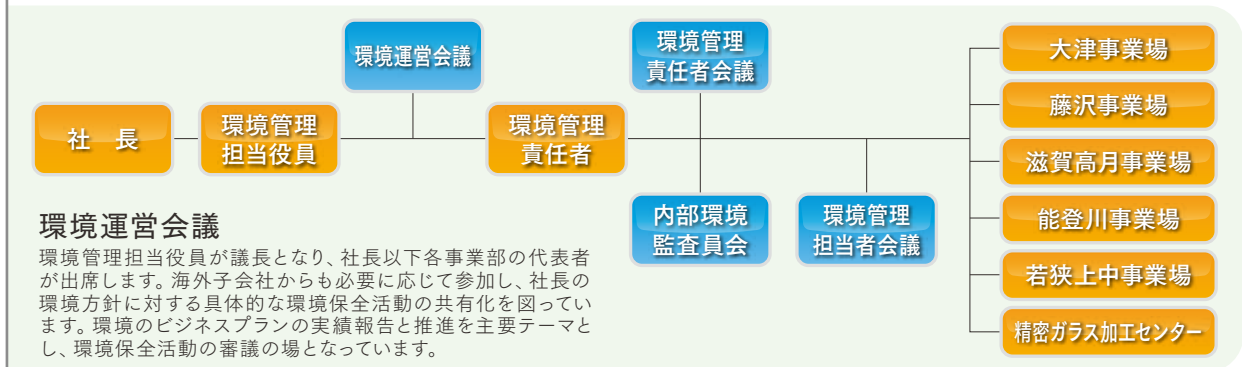 環境運営会議
環境管理
責任者会議
社　長
環境管理
担当役員
環境管理
責任者
内部環境
監査員会
環境管理
担当者会議
大津事業場
藤沢事業場
滋賀高月事業場
能登川事業場
若狭上中事業場
精密ガラス加工センター
環境運営会議
環境管理担当役員が議長となり、社長以下各事業部の代表者
が出席します。海外子会社からも必要に応じて参加し、社長の
環境方針に対する具体的な環境保全活動の共有化を図ってい
ます。環境のビジネスプランの実績報告と推進を主要テーマと
し、環境保全活動の審議の場となっています。